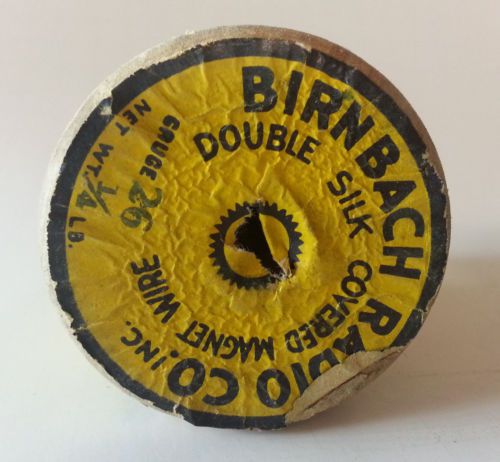 BIRNBACH RADIO CO. INC.
DOUBLE SILK COVERED MAGNET WIRE
GAUGE 26
NET WT. 1/4 LB.